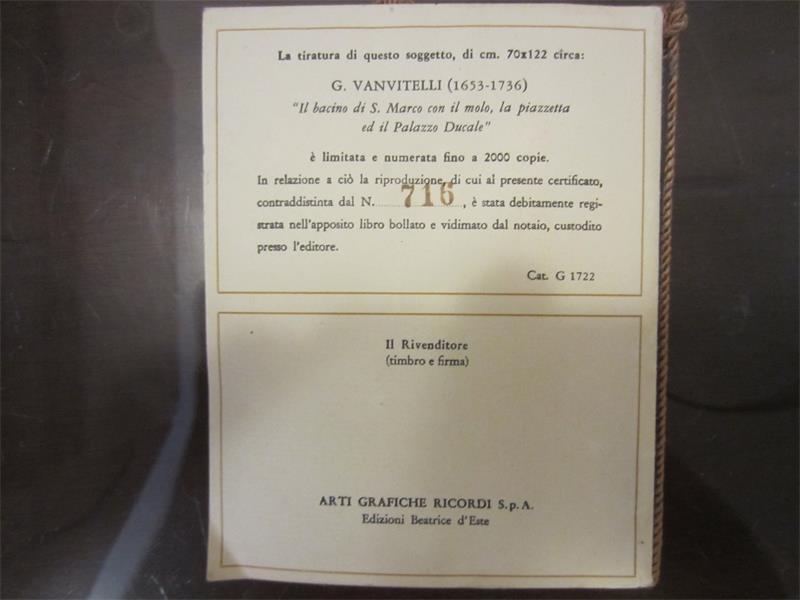 La tiratura di questo soggetto, di cm. 70x122 circa:
G. VANVITELLI (1653-1736)
"Il bacino di S. Marco con il molo, la piazzetta
ed il Palazzo Ducale"
è limitata e numerata fino a 2000 copie.
In relazione a ciò la riproduzione, di cui al presente certificato,
contraddistinta dal N. 716 , è stata debitamente regi-
strata nell'apposito libro bollato e vidimato dal notaio, custodito
presso l'editore.
Cat. G 1722
Il Rivenditore
(timbro e firma)
ARTI GRAFICHE RICORDI S.p.A.
Edizioni Beatrice d'Este